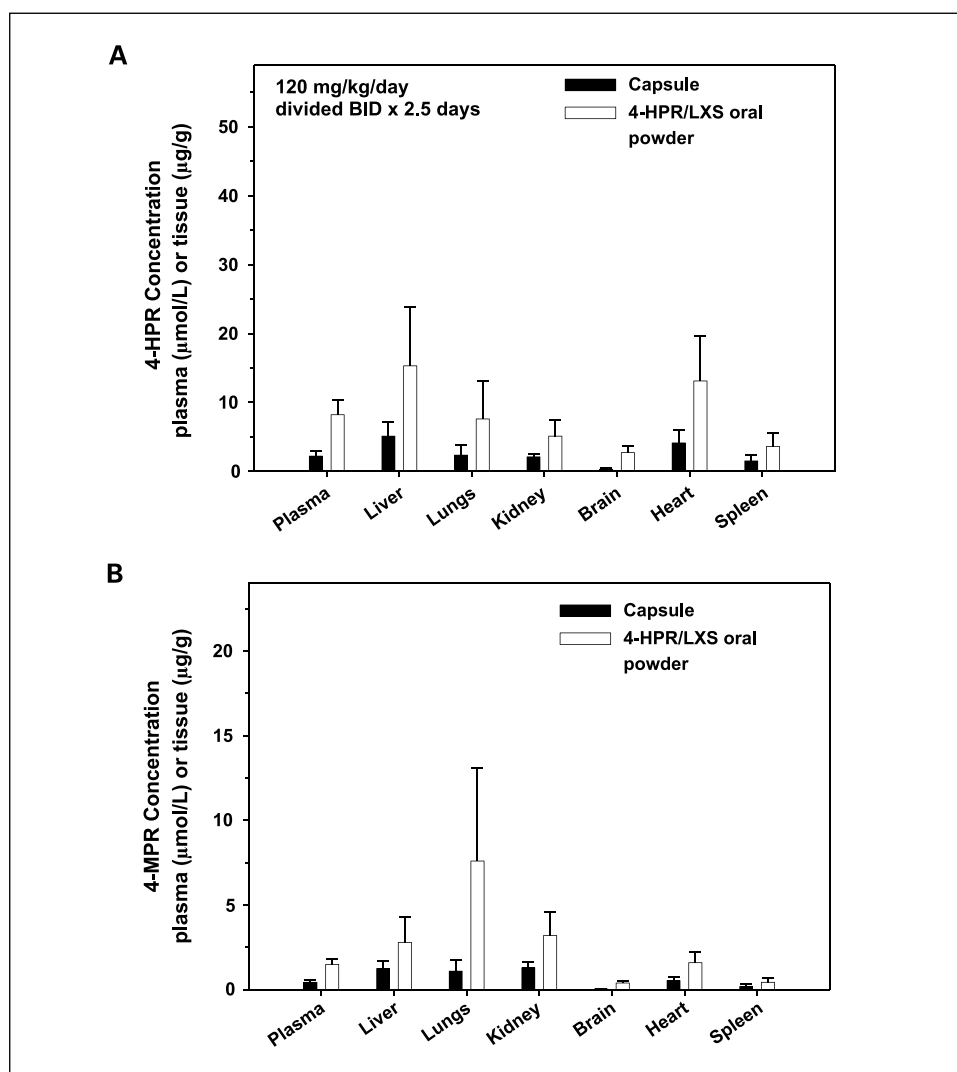 A
120 mg/kg/day
divided BID x 2.5 days
Capsule
4-HPR/LXS oral
powder
4-HPR Concentration
plasma (μmol/L) or tissue (μg/g)
50
40
30
20
10
0
Plasma
Liver
Lungs
Kidney
Brain
Heart
Spleen
B
Capsule
4-HPR/LXS oral
powder
4-MPR Concentration
plasma (μmol/L) or tissue (μg/g)
20
15
10
5
0
Plasma
Liver
Lungs
Kidney
Brain
Heart
Spleen